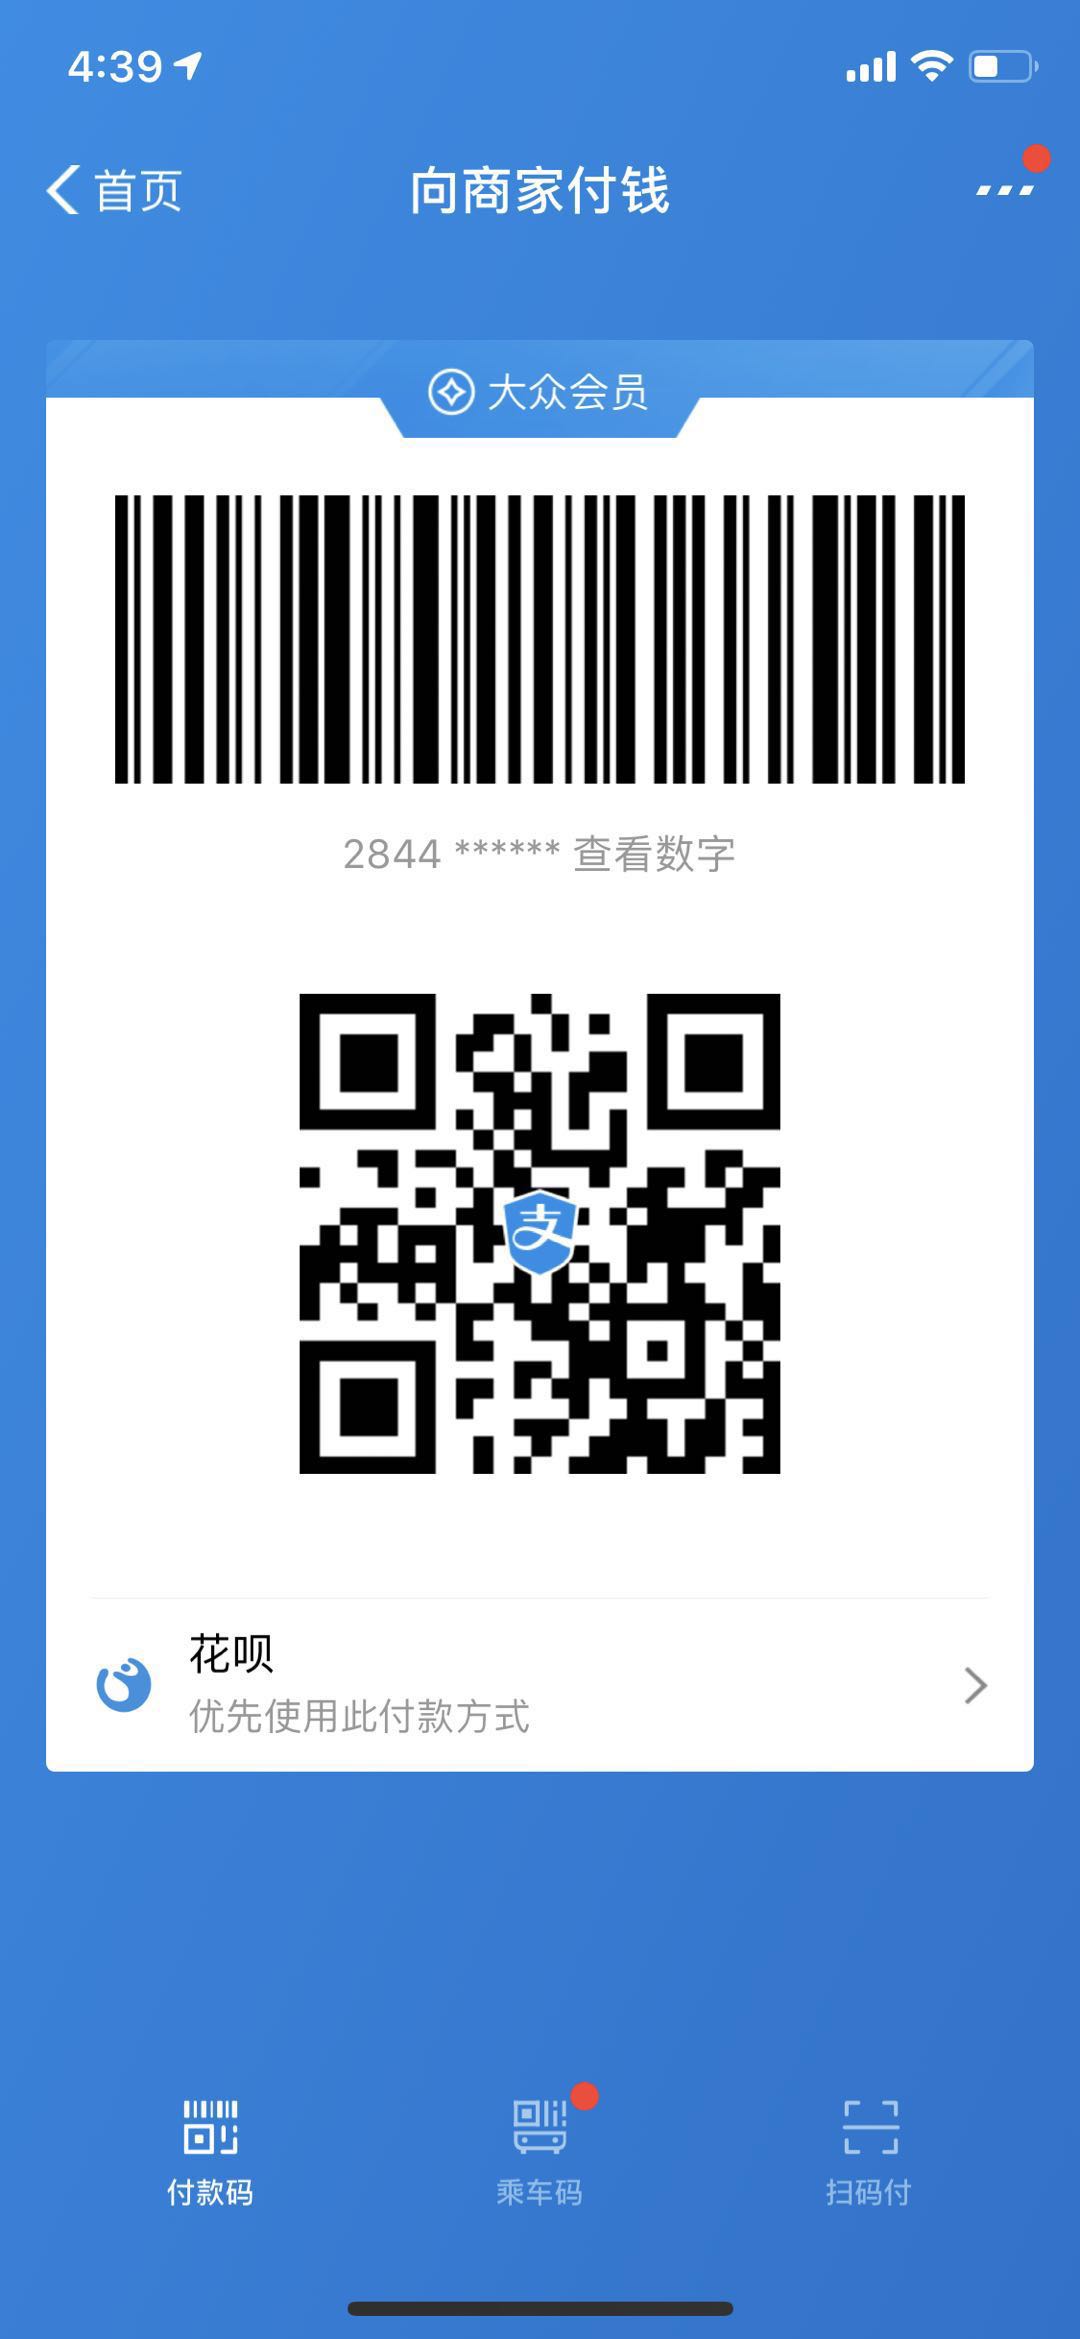 4:39
首页
向商家付钱
大众会员
2844 ****** 查看数字
支
花呗
优先使用此付款方式
付款码
乘车码
扫码付